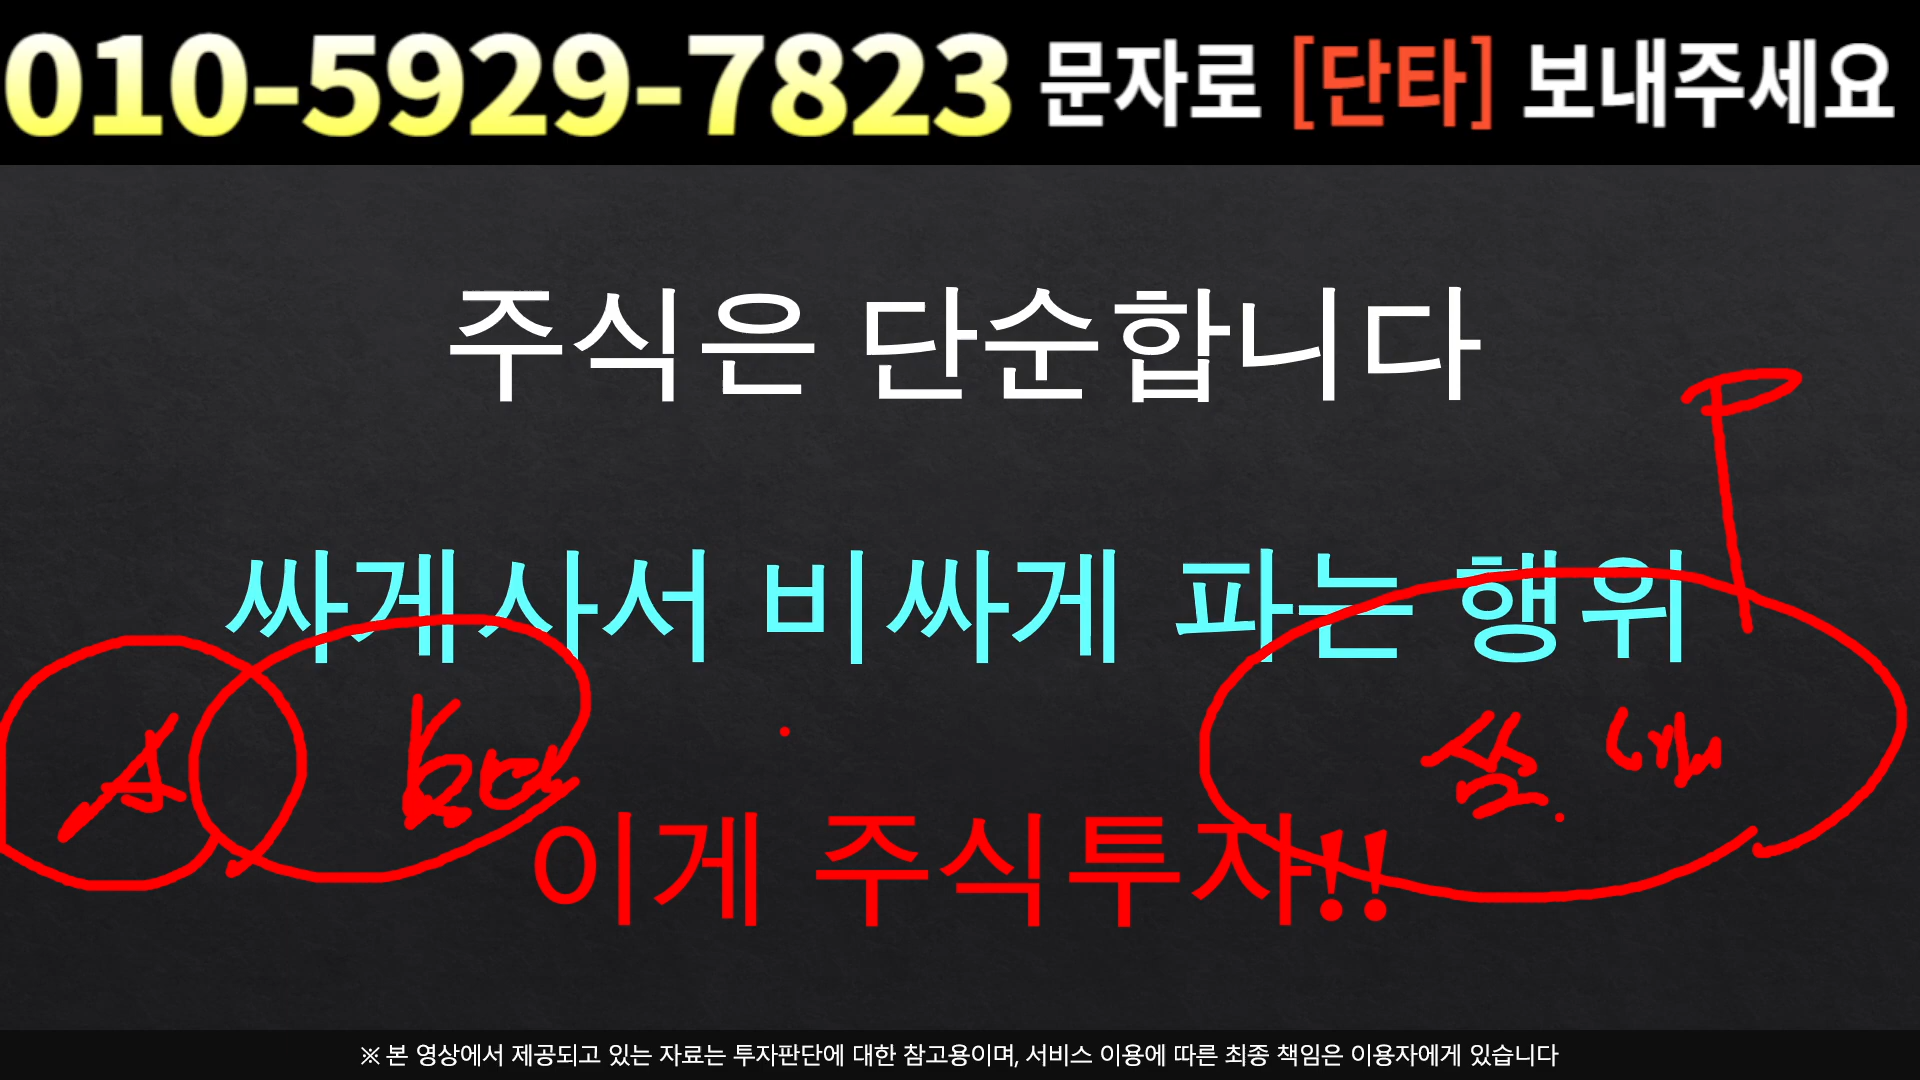 010-5929-7823 문자로 [단타] 보내주세요
주식은 단순합니다
싸게사서 비싸게 파는 행위
이게 주식투자!!
※ 본 영상에서 제공되고 있는 자료는 투자판단에 대한 참고용이며, 서비스 이용에 따른 최종 책임은 이용자에게 있습니다